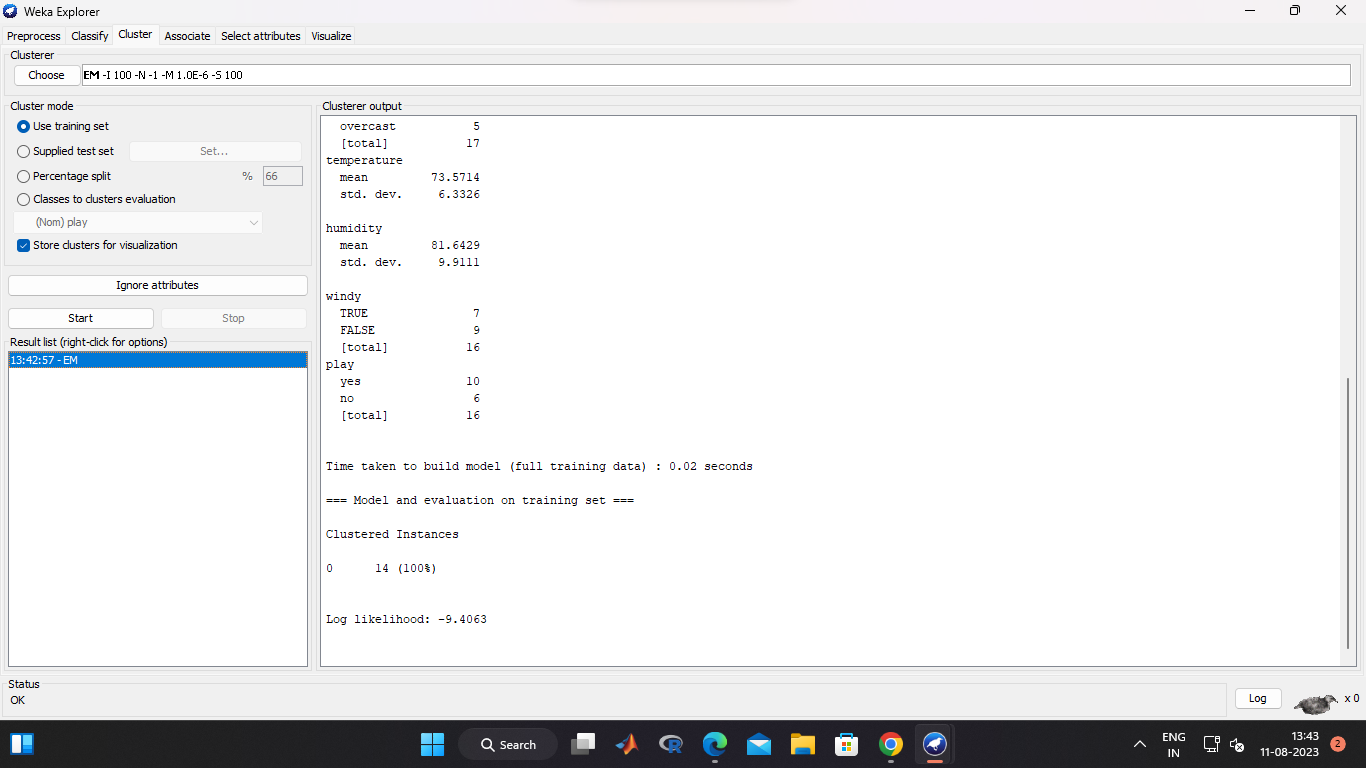 Weka Explorer
Preprocess Classify Cluster Associate Select attributes Visualize
Clusterer
Choose EM -I 100 -N -1 -M 1.0E-6 -S 100
Cluster mode
Use training set
Supplied test set Set...
Percentage split % 66
Classes to clusters evaluation
(Nom) play
Store clusters for visualization
Ignore attributes
Start Stop
Result list (right-click for options)
13:42:57 - EM
Clusterer output
overcast 5
[total] 17
temperature
mean 73.5714
std. dev. 6.3326
humidity
mean 81.6429
std. dev. 9.9111
windy
TRUE 7
FALSE 9
[total] 16
play
yes 10
no 6
[total] 16
Time taken to build model (full training data) : 0.02 seconds
=== Model and evaluation on training set ===
Clustered Instances
0 14 (100%)
Log likelihood: -9.4063
Status
OK
Log x 0
Search
ENG
IN
13:43
11-08-2023
2